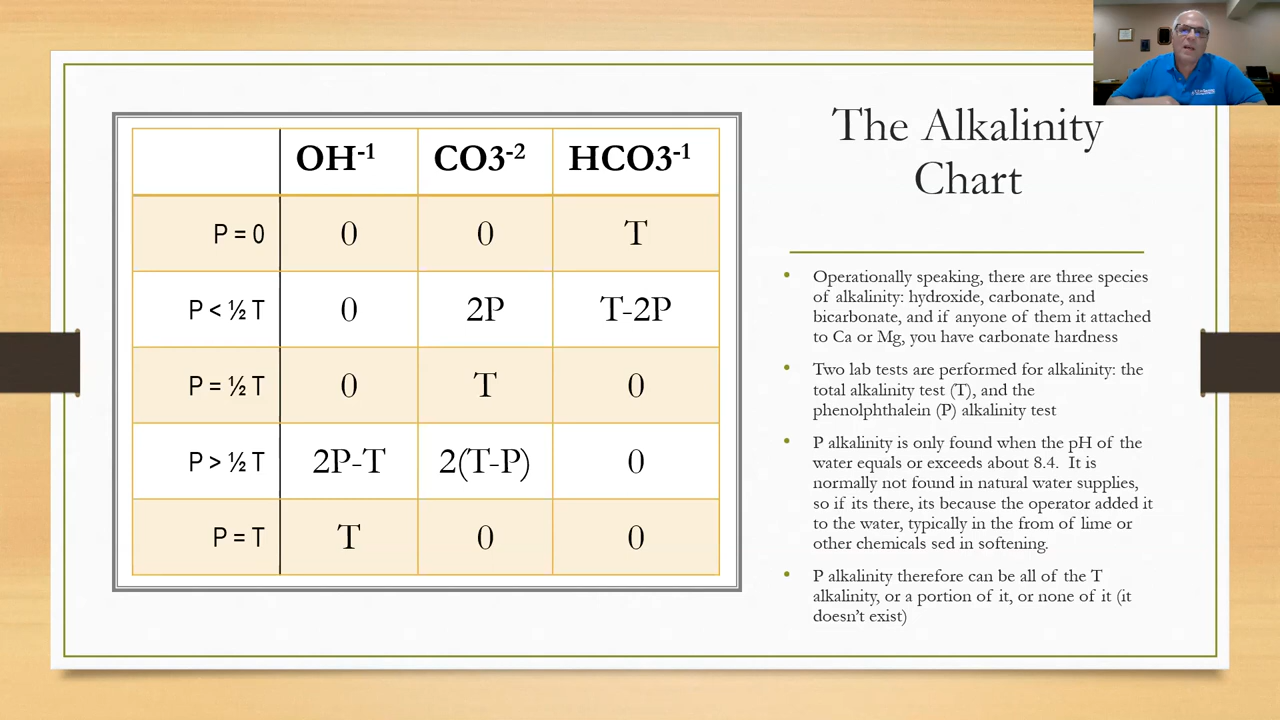 The Alkalinity
Chart
OH-1 CO3-2 HCO3-1
P = 0 0 0 T
P < ½ T 0 2P T-2P
P = ½ T 0 T 0
P > ½ T 2P-T 2(T-P) 0
P = T T 0 0
• Operationally speaking, there are three species
of alkalinity: hydroxide, carbonate, and
bicarbonate, and if anyone of them it attached
to Ca or Mg, you have carbonate hardness
• Two lab tests are performed for alkalinity: the
total alkalinity test (T), and the
phenolphthalein (P) alkalinity test
• P alkalinity is only found when the pH of the
water equals or exceeds about 8.4. It is
normally not found in natural water supplies,
so if its there, its because the operator added it
to the water, typically in the from of lime or
other chemicals sed in softening.
• P alkalinity therefore can be all of the T
alkalinity, or a portion of it, or none of it (it
doesn't exist)